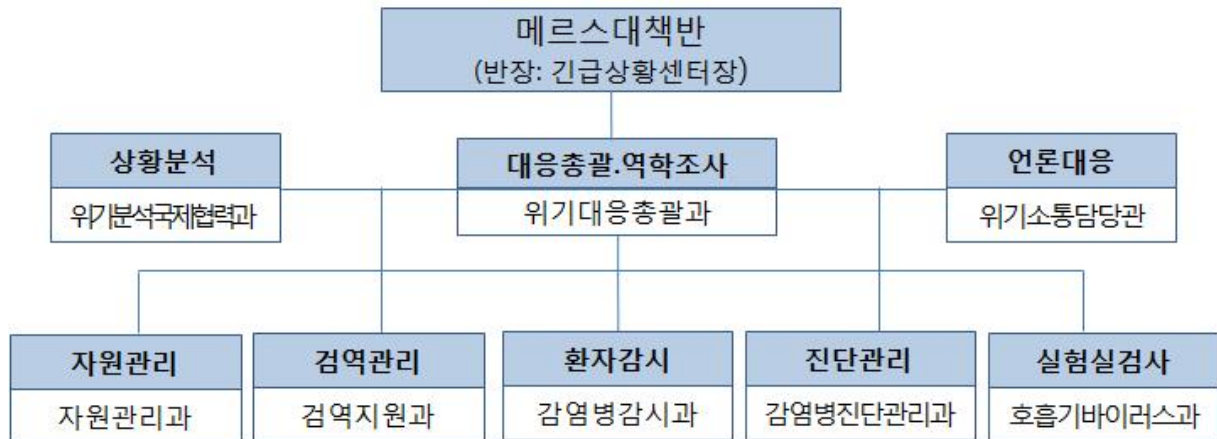 메르스대책반
(반장: 긴급상황센터장)
상황분석
위기분석국제협력과
대응총괄.역학조사
위기대응총괄과
언론대응
위기소통담당관
자원관리
자원관리과
검역관리
검역지원과
환자감시
감염병감시과
진단관리
감염병진단관리과
실험실검사
호흡기바이러스과